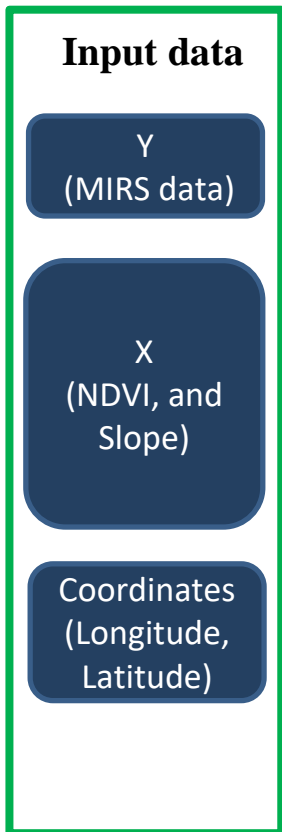 Input data
Y
(MIRS data)
X
(NDVI, and
Slope)
Coordinates
(Longitude,
Latitude)